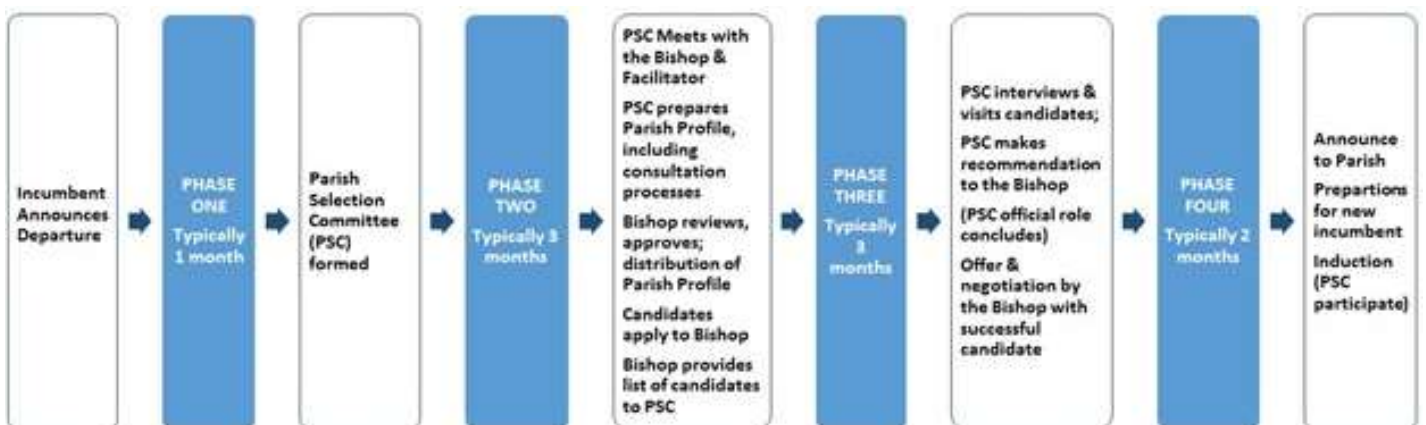 Incumbent
Announces
Departure
PHASE
ONE
Typically
1 month
Parish
Selection
Committee
(PSC)
formed
PHASE
TWO
Typically 3
months
PSC Meets with
the Bishop &
Facilitator
PSC prepares
Parish Profile,
including
consultation
processes
Bishop reviews,
approves;
distribution of
Parish Profile
Candidates
apply to Bishop
Bishop provides
list of candidates
to PSC
PHASE
THREE
Typically
3
months
PSC interviews &
visits candidates;
PSC makes
recommendation
to the Bishop
(PSC official role
concludes)
Offer &
negotiation by
the Bishop with
successful
candidate
PHASE
FOUR
Typically 2
months
Announce
to Parish
Prepartions
for new
incumbent
Induction
(PSC
participate)